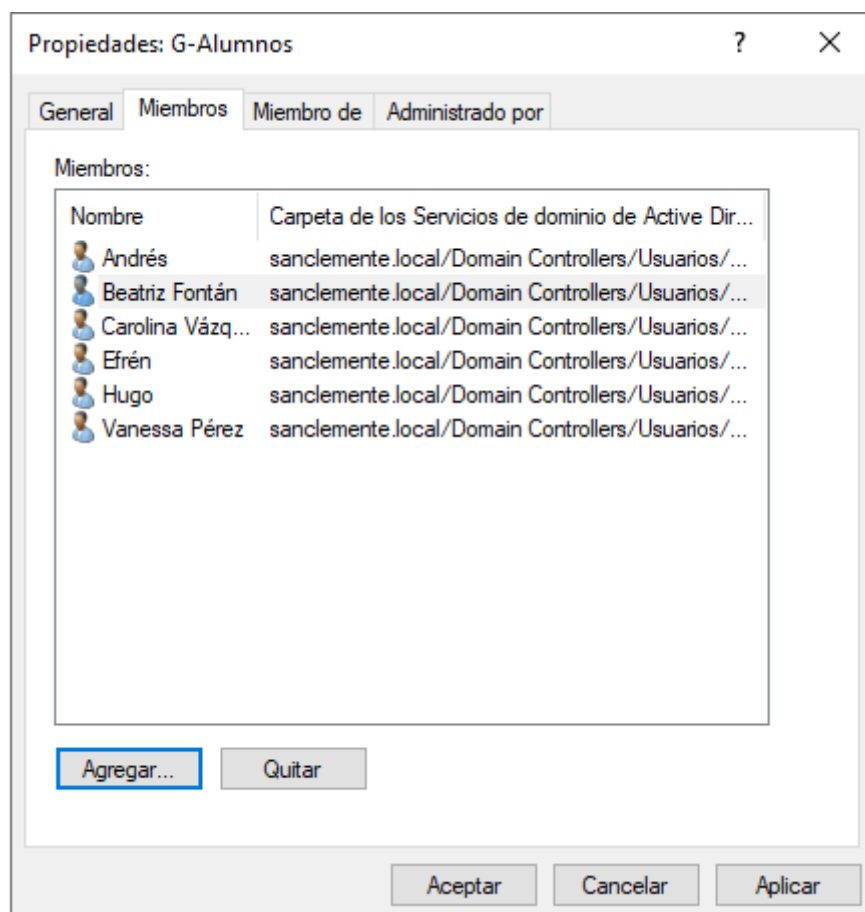 Propiedades: G-Alumnos ? ×
General Miembros Miembro de Administrado por
Miembros:
Nombre Carpeta de los Servicios de dominio de Active Dir...
Andrés sanclemente.local/Domain Controllers/Usuarios/...
Beatriz Fontán sanclemente.local/Domain Controllers/Usuarios/...
Carolina Vázq... sanclemente.local/Domain Controllers/Usuarios/...
Efrén sanclemente.local/Domain Controllers/Usuarios/...
Hugo sanclemente.local/Domain Controllers/Usuarios/...
Vanessa Pérez sanclemente.local/Domain Controllers/Usuarios/...
Agregar... Quitar
Aceptar Cancelar Aplicar